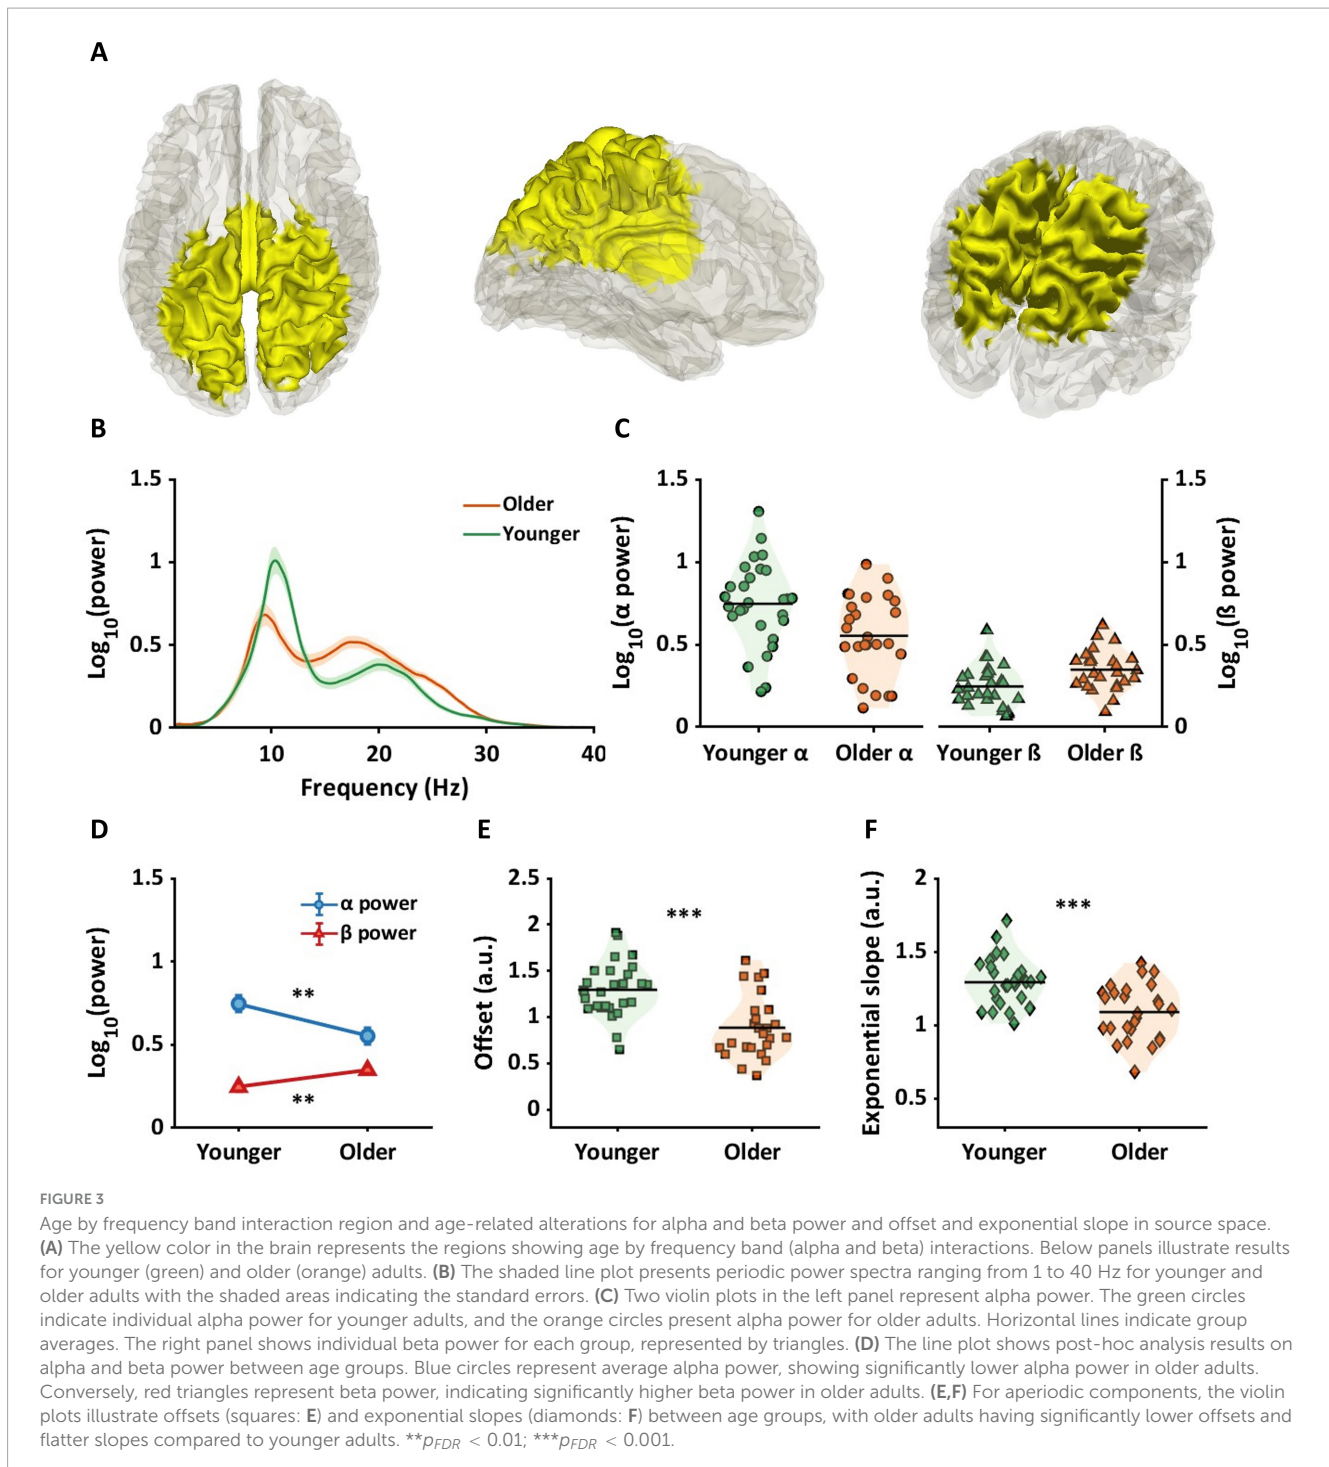 A
B
1.5
1
0.5
0
Log10(power)
10
20
30
40
Frequency (Hz)
Older
Younger
C
1.5
1
0.5
0
Log10(α power)
Younger α
Older α
Younger ß
Older ß
1.5
1
0.5
0
Log10(ß power)
D
1.5
1
0.5
0
Log10(power)
α power
β power
**
**
Younger
Older
E
2.5
2
1.5
1
0.5
0
Offset (a.u.)
***
Younger
Older
F
2
1.5
1
0.5
Exponential slope (a.u.)
***
Younger
Older
FIGURE 3
Age by frequency band interaction region and age-related alterations for alpha and beta power and offset and exponential slope in source space.
(A) The yellow color in the brain represents the regions showing age by frequency band (alpha and beta) interactions. Below panels illustrate results
for younger (green) and older (orange) adults. (B) The shaded line plot presents periodic power spectra ranging from 1 to 40 Hz for younger and
older adults with the shaded areas indicating the standard errors. (C) Two violin plots in the left panel represent alpha power. The green circles
indicate individual alpha power for younger adults, and the orange circles present alpha power for older adults. Horizontal lines indicate group
averages. The right panel shows individual beta power for each group, represented by triangles. (D) The line plot shows post-hoc analysis results on
alpha and beta power between age groups. Blue circles represent average alpha power, showing significantly lower alpha power in older adults.
Conversely, red triangles represent beta power, indicating significantly higher beta power in older adults. (E,F) For aperiodic components, the violin
plots illustrate offsets (squares: E) and exponential slopes (diamonds: F) between age groups, with older adults having significantly lower offsets and
flatter slopes compared to younger adults. **pFDR < 0.01; ***pFDR < 0.001.